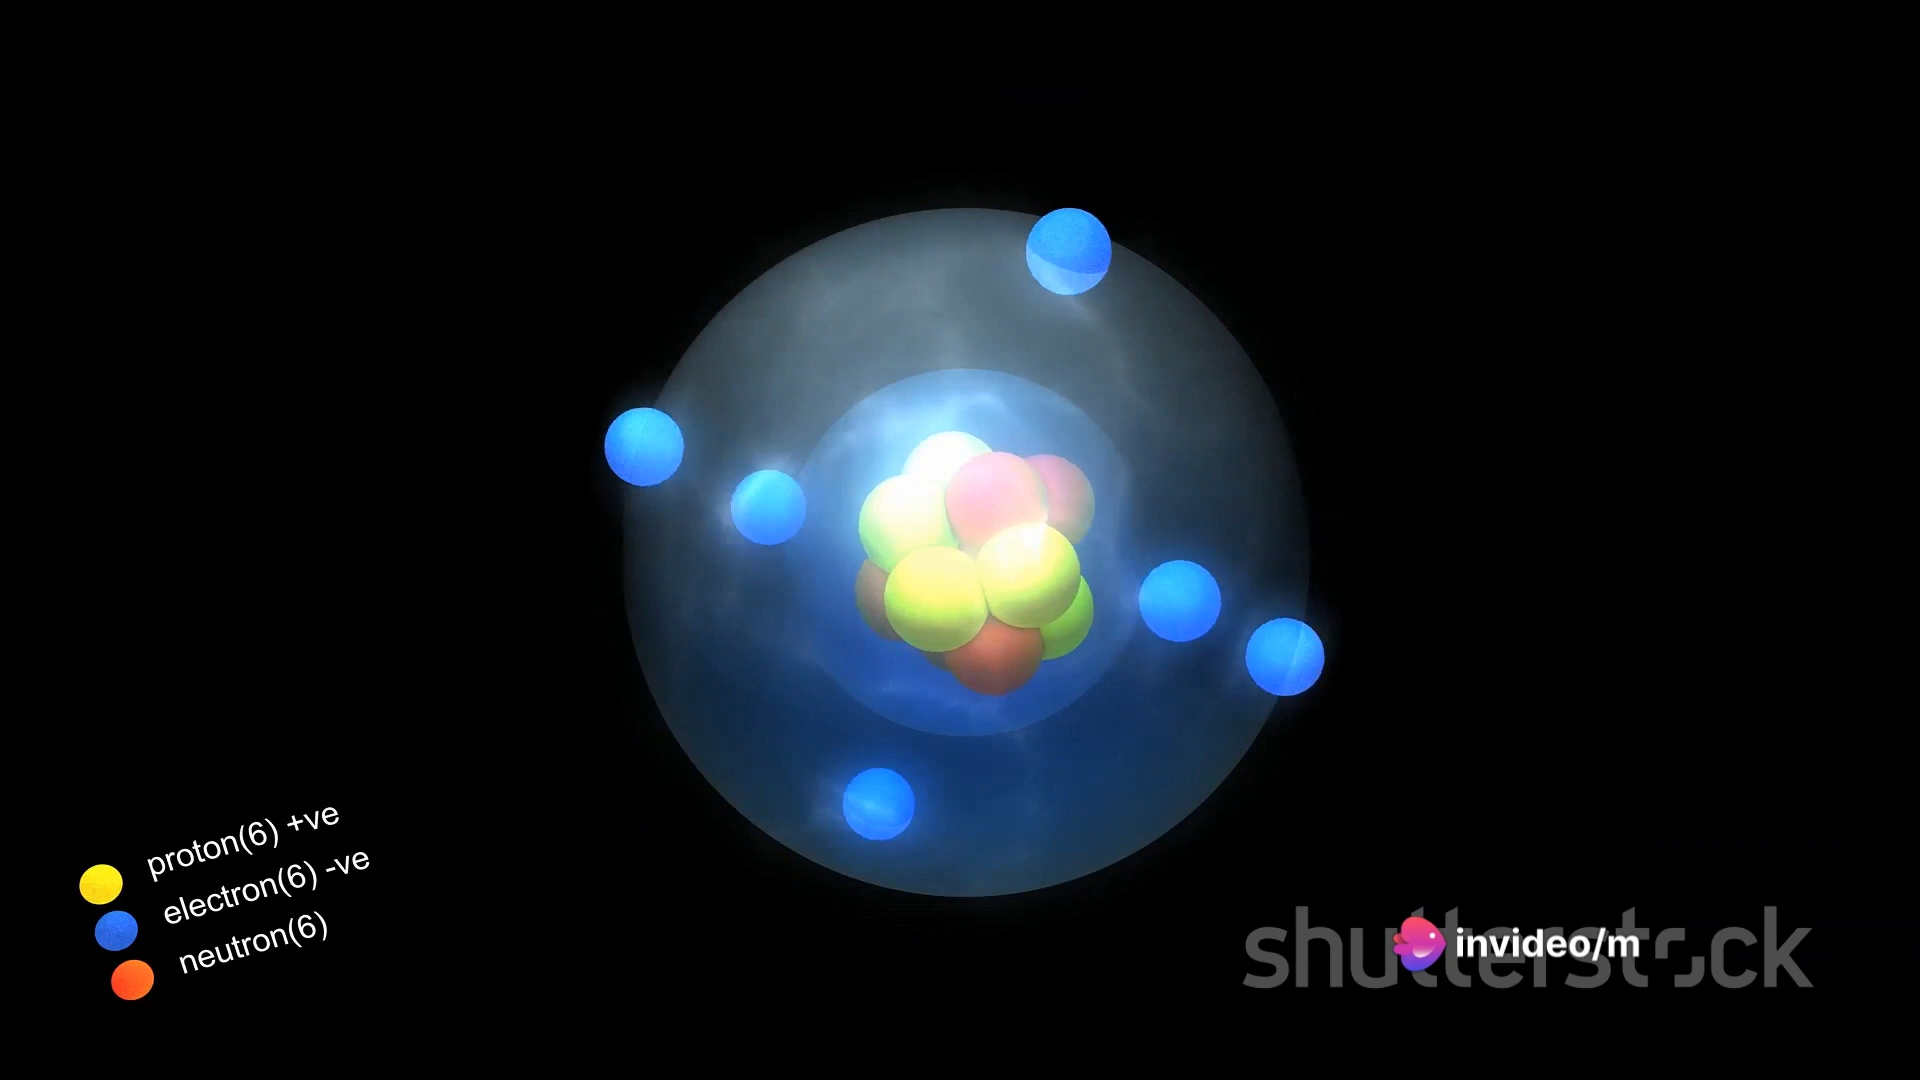 proton(6) +ve
electron(6) -ve
neutron(6)
shutterstock
invideo/m